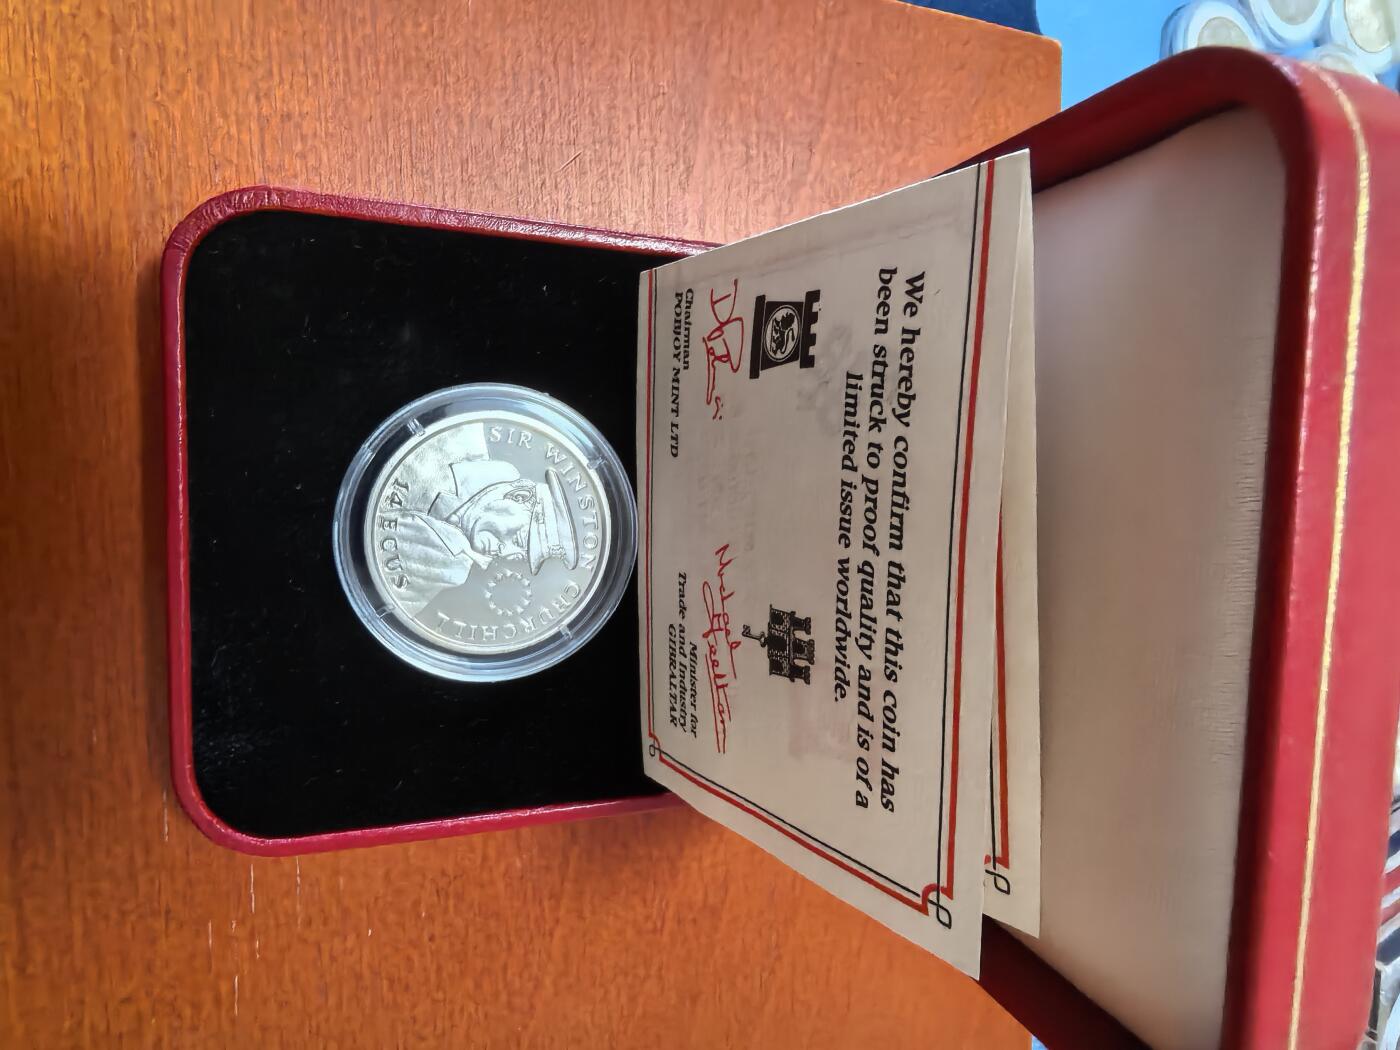 We hereby confirm that this coin has
been struck to proof quality and is of a
limited issue worldwide.
Chairman
POBJOY MINT LTD
Minister for
Trade and Industry
GIBRALTAR
SIR WINSTON CHURCHILL
14 ECUS